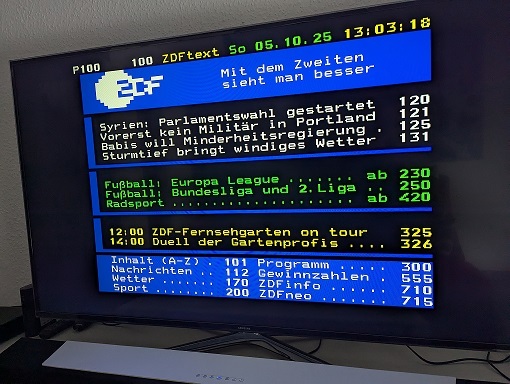 P100 100 ZDFtext So 05.10.25 13:03:18
ZDF
Mit dem Zweiten
sieht man besser
Syrien: Parlamentswahl gestartet 120
Vorerst kein Militär in Portland 121
Babis will Minderheitsregierung . 125
Sturmtief bringt windiges Wetter 131
Fußball: Europa League ....... ab 230
Fußball: Bundesliga und 2.Liga .. 250
Radsport ..................... ab 420
12:00 ZDF-Fernsehgarten on tour 325
14:00 Duell der Gartenprofis .... 326
Inhalt (A-Z) . 101 Programm ...... 300
Nachrichten .. 112 Gewinnzahlen .. 555
Wetter ....... 170 ZDFinfo ....... 710
Sport ........ 200 ZDFneo ........ 715